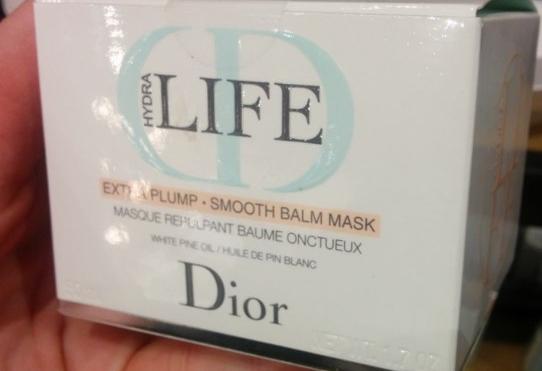 HYDRA
LIFE
EXTRA PLUMP · SMOOTH BALM MASK
MASQUE REPULPANT BAUME ONCTUEUX
WHITE PINE OIL / HUILE DE PIN BLANC
Dior